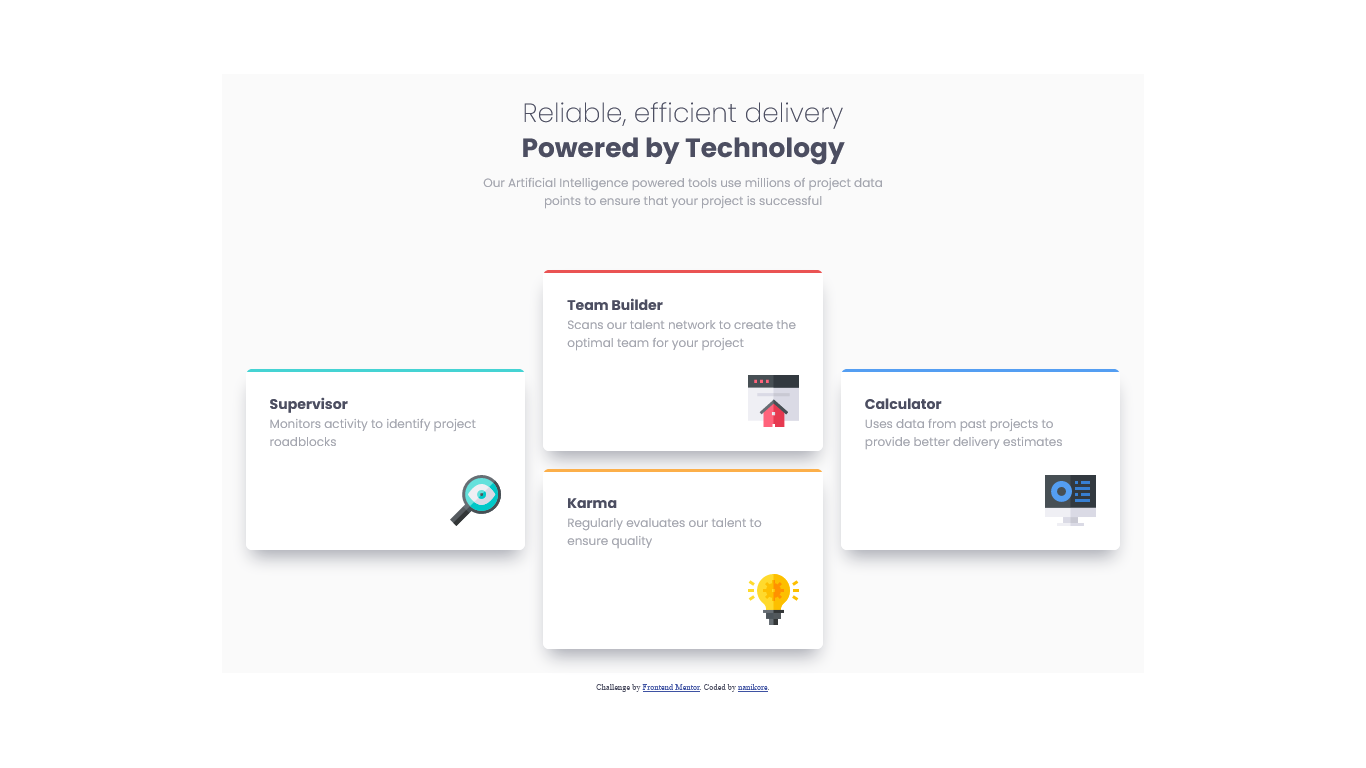 Reliable, efficient delivery
Powered by Technology
Our Artificial Intelligence powered tools use millions of project data
points to ensure that your project is successful
Supervisor
Monitors activity to identify project
roadblocks
Team Builder
Scans our talent network to create the
optimal team for your project
Karma
Regularly evaluates our talent to
ensure quality
Calculator
Uses data from past projects to
provide better delivery estimates
Challenge by Frontend Mentor. Coded by nanikore.